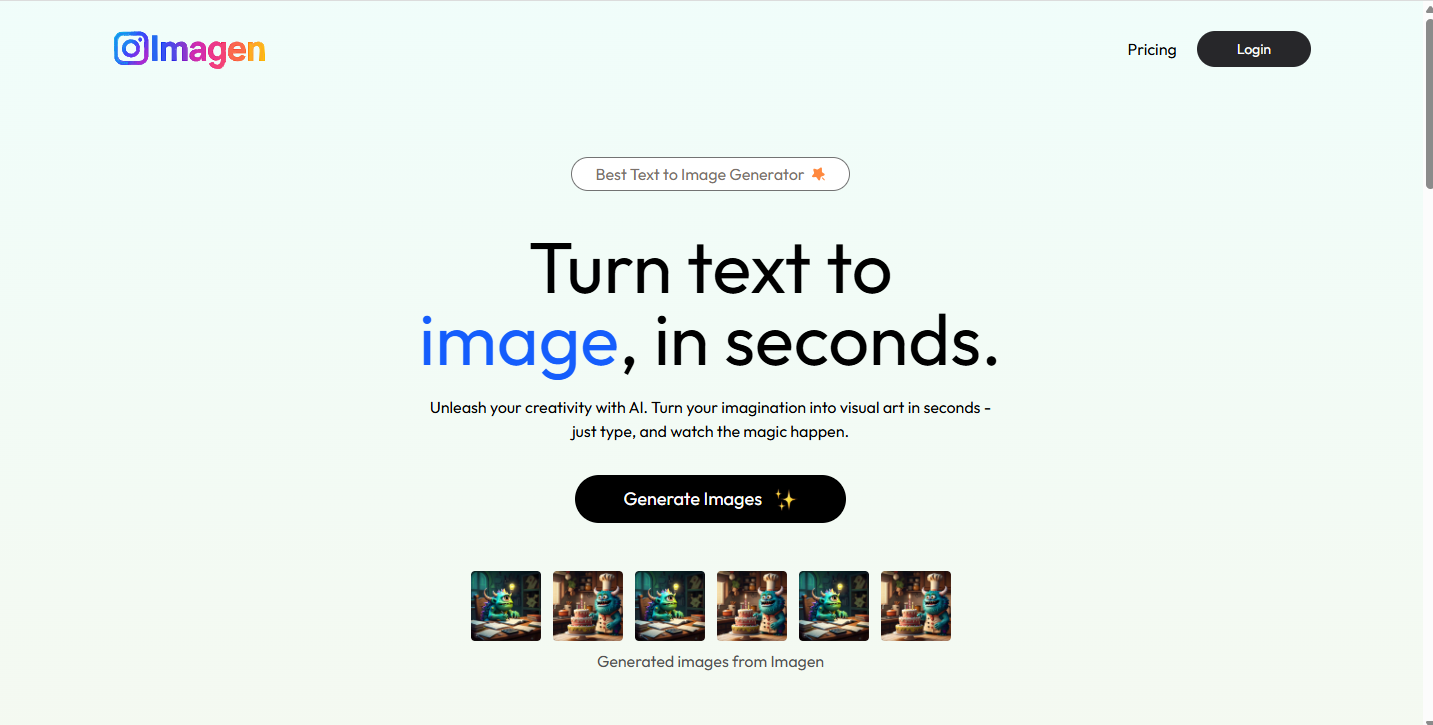 Imagen
Pricing
Login
Best Text to Image Generator
Turn text to
image, in seconds.
Unleash your creativity with AI. Turn your imagination into visual art in seconds -
just type, and watch the magic happen.
Generate Images ✨
Generated images from Imagen